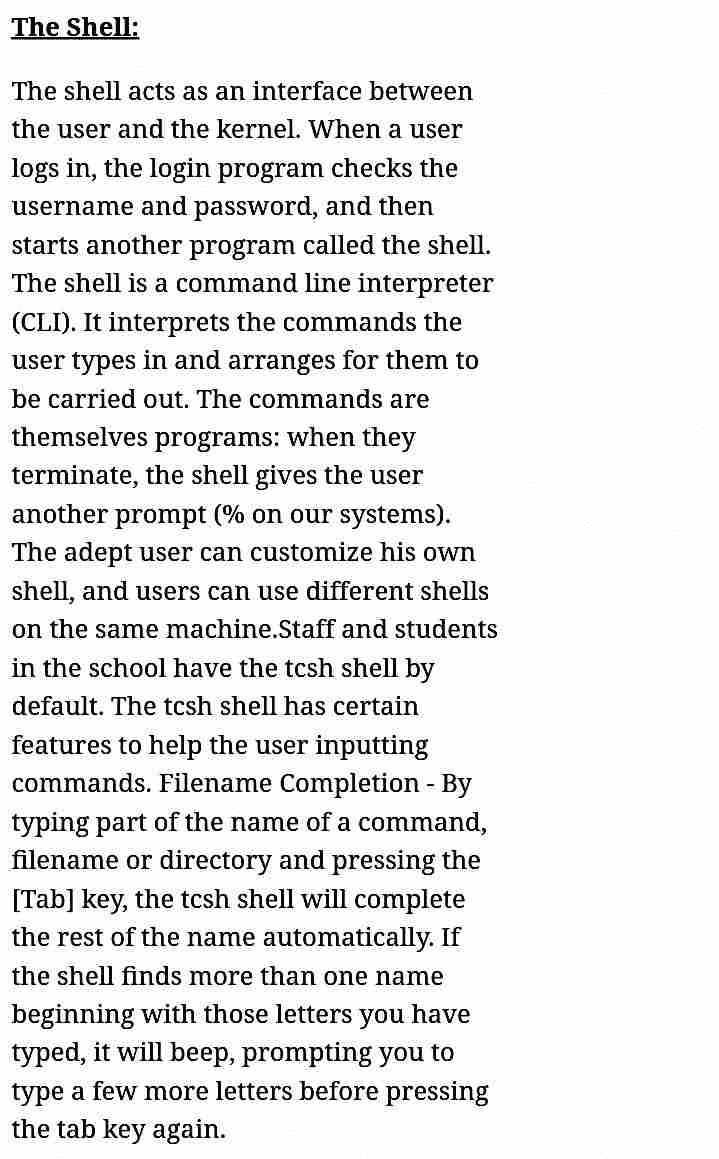 The Shell:
The shell acts as an interface between
the user and the kernel. When a user
logs in, the login program checks the
username and password, and then
starts another program called the shell.
The shell is a command line interpreter
(CLI). It interprets the commands the
user types in and arranges for them to
be carried out. The commands are
themselves programs: when they
terminate, the shell gives the user
another prompt (% on our systems).
The adept user can customize his own
shell, and users can use different shells
on the same machine.Staff and students
in the school have the tcsh shell by
default. The tcsh shell has certain
features to help the user inputting
commands. Filename Completion - By
typing part of the name of a command,
filename or directory and pressing the
[Tab] key, the tcsh shell will complete
the rest of the name automatically. If
the shell finds more than one name
beginning with those letters you have
typed, it will beep, prompting you to
type a few more letters before pressing
the tab key again.